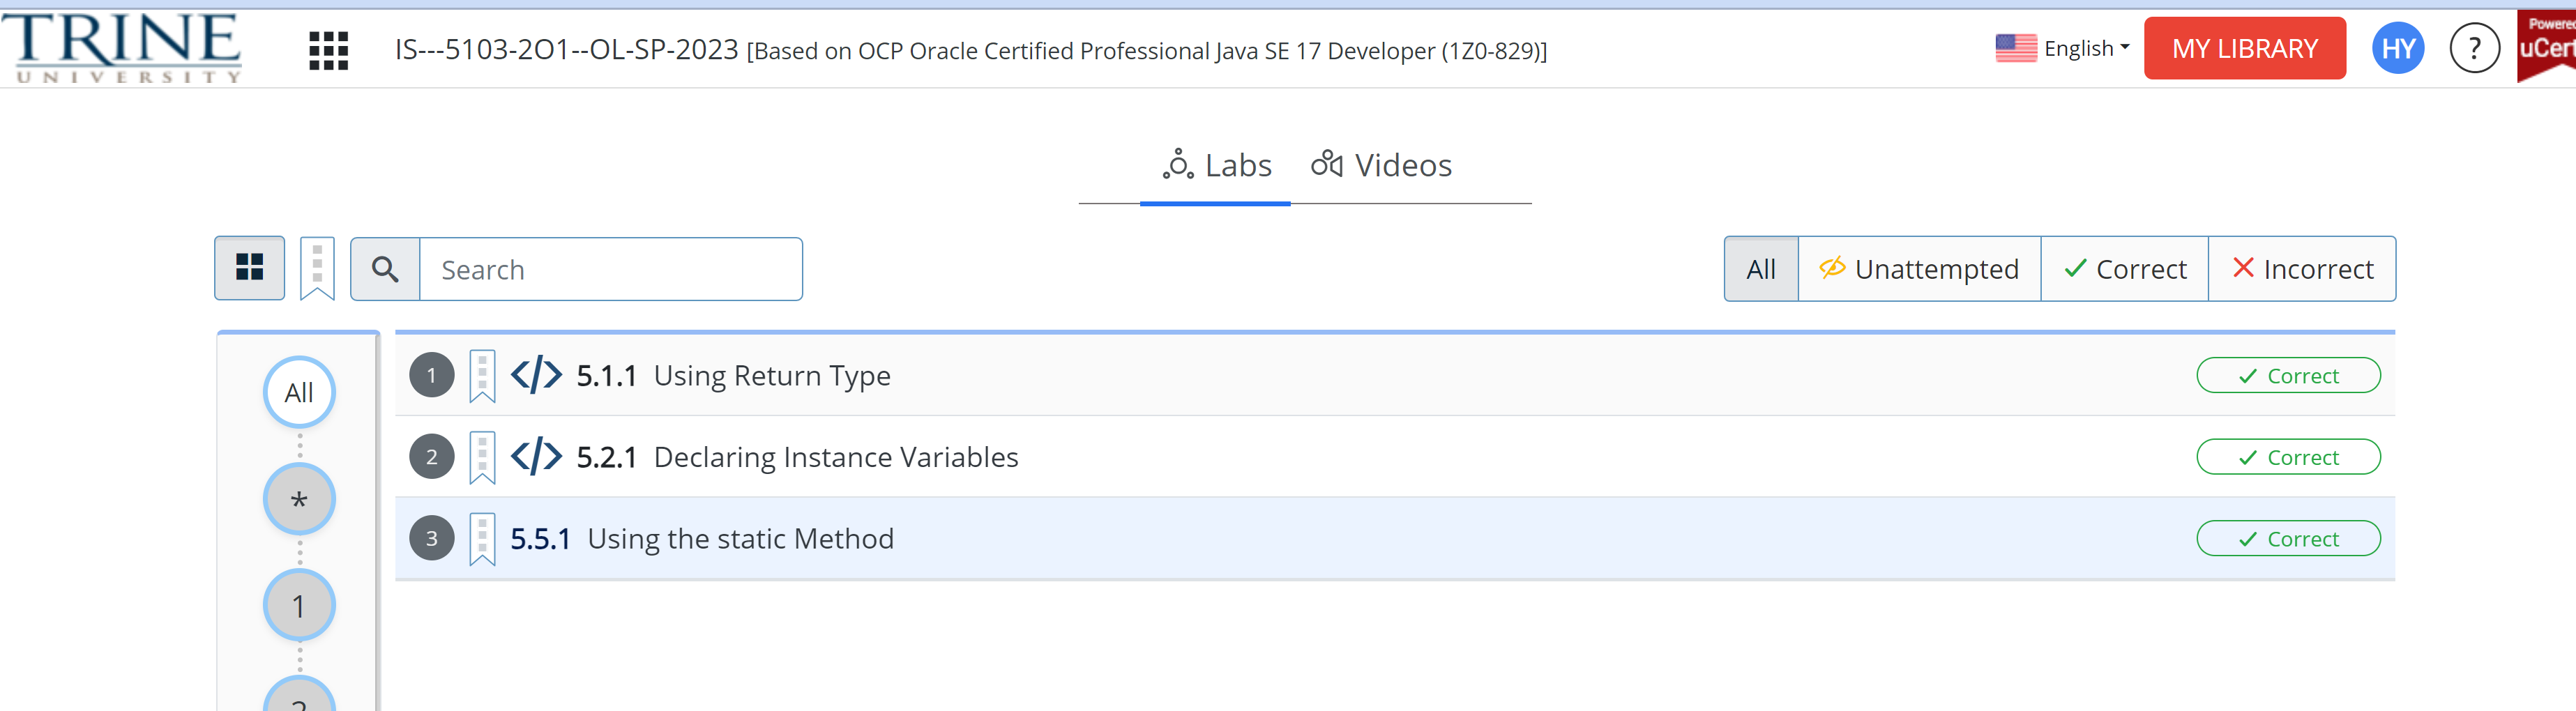 TRINE
UNIVERSITY
IS---5103-2O1--OL-SP-2023 [Based on OCP Oracle Certified Professional Java SE 17 Developer (1Z0-829)]
English
MY LIBRARY
HY
?
Labs
Videos
Search
All
Unattempted
Correct
Incorrect
All
*
1
1 </> 5.1.1 Using Return Type
Correct
2 </> 5.2.1 Declaring Instance Variables
Correct
3 5.5.1 Using the static Method
Correct